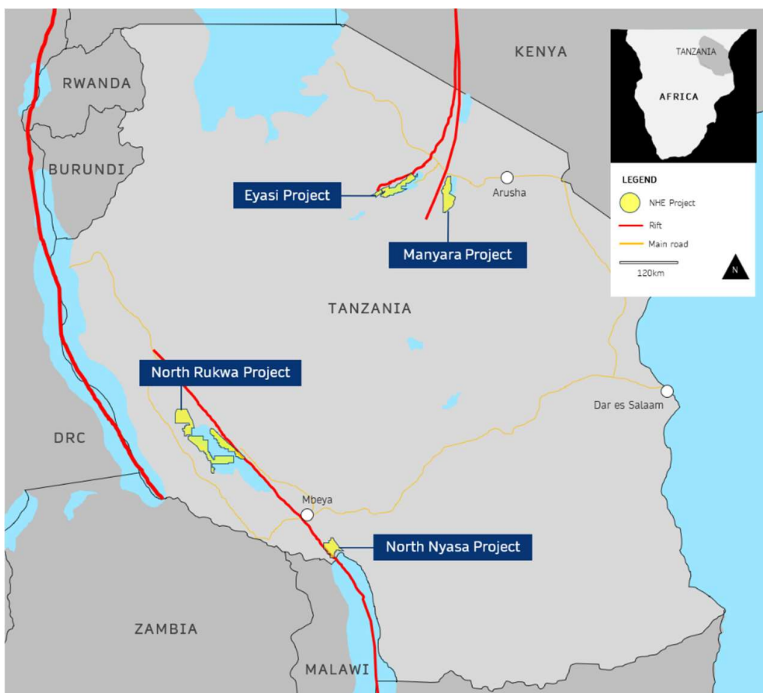 KENYA
TANZANIA
AFRICA
RWANDA
BURUNDI
LEGEND
NHE Project
Rift
Main road
120km
N
Eyasi Project
Arusha
Manyara Project
TANZANIA
North Rukwa Project
Dar es Salaam
DRC
Mbeya
North Nyasa Project
ZAMBIA
MALAWI